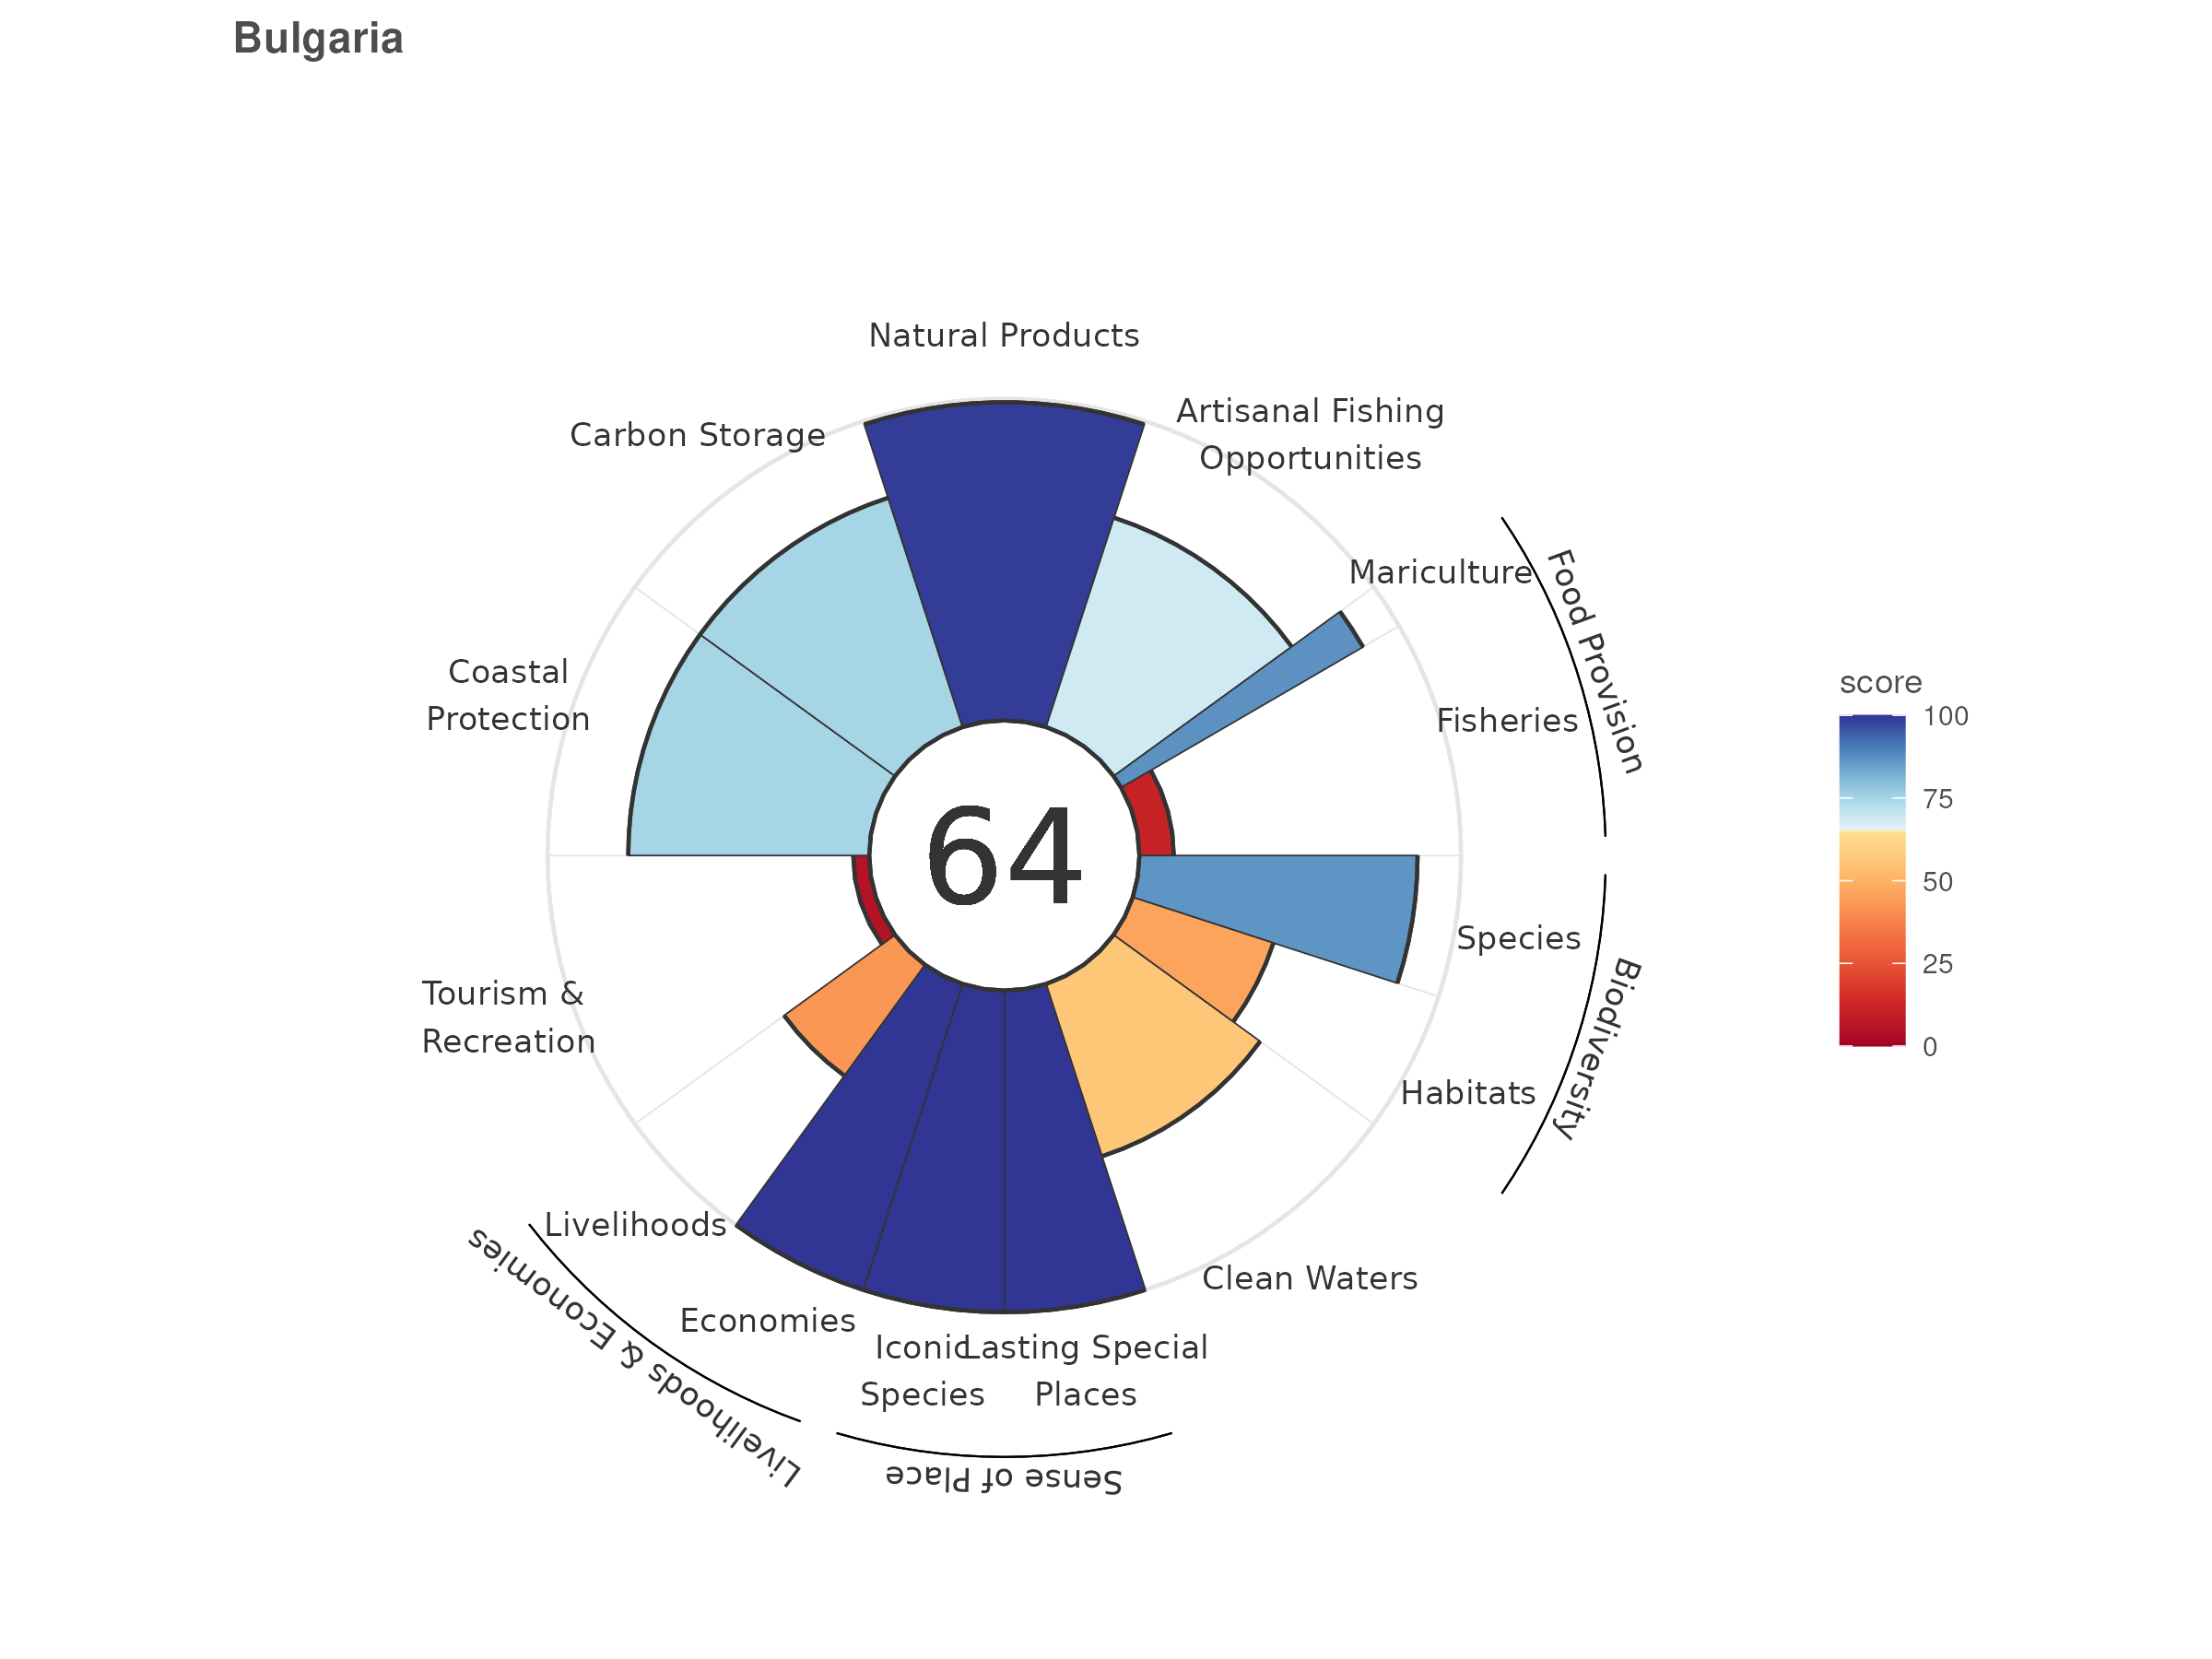 Bulgaria
Natural Products
Artisanal Fishing
Opportunities
Carbon Storage
Mariculture
Food Provision
Coastal
Protection
Fisheries
64
Species
Biodiversity
Tourism &
Recreation
Habitats
Livelihoods
Livelihoods & Economies
Clean Waters
Economies
Iconic
Species
Lasting Special
Places
Sense of Place
score
100
75
50
25
0